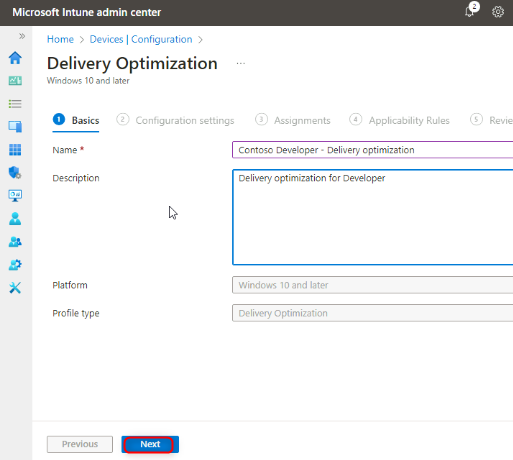 Microsoft Intune admin center
2
Home > Devices | Configuration >
Delivery Optimization ...
Windows 10 and later
1 Basics 2 Configuration settings 3 Assignments 4 Applicability Rules 5 Revie
Name * Contoso Developer - Delivery optimization
Description Delivery optimization for Developer
Platform Windows 10 and later
Profile type Delivery Optimization
Previous Next